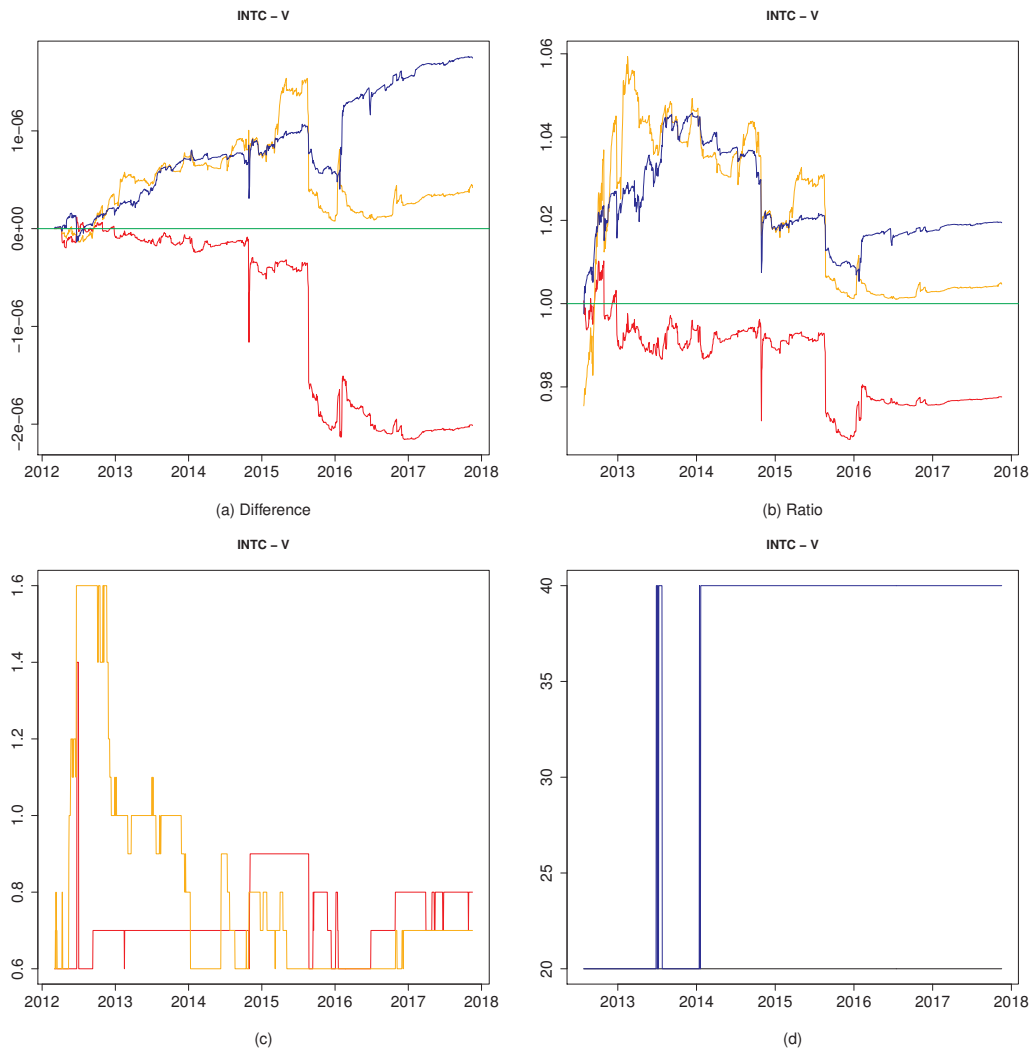 INTC – V
1e−06
0e+00
−1e−06
−2e−06
2012 2013 2014 2015 2016 2017 2018
(a) Difference
INTC – V
1.06
1.04
1.02
1.00
0.98
2013 2014 2015 2016 2017 2018
(b) Ratio
INTC – V
1.6
1.4
1.2
1.0
0.8
0.6
2012 2013 2014 2015 2016 2017 2018
(c)
INTC – V
40
35
30
25
20
2013 2014 2015 2016 2017 2018
(d)